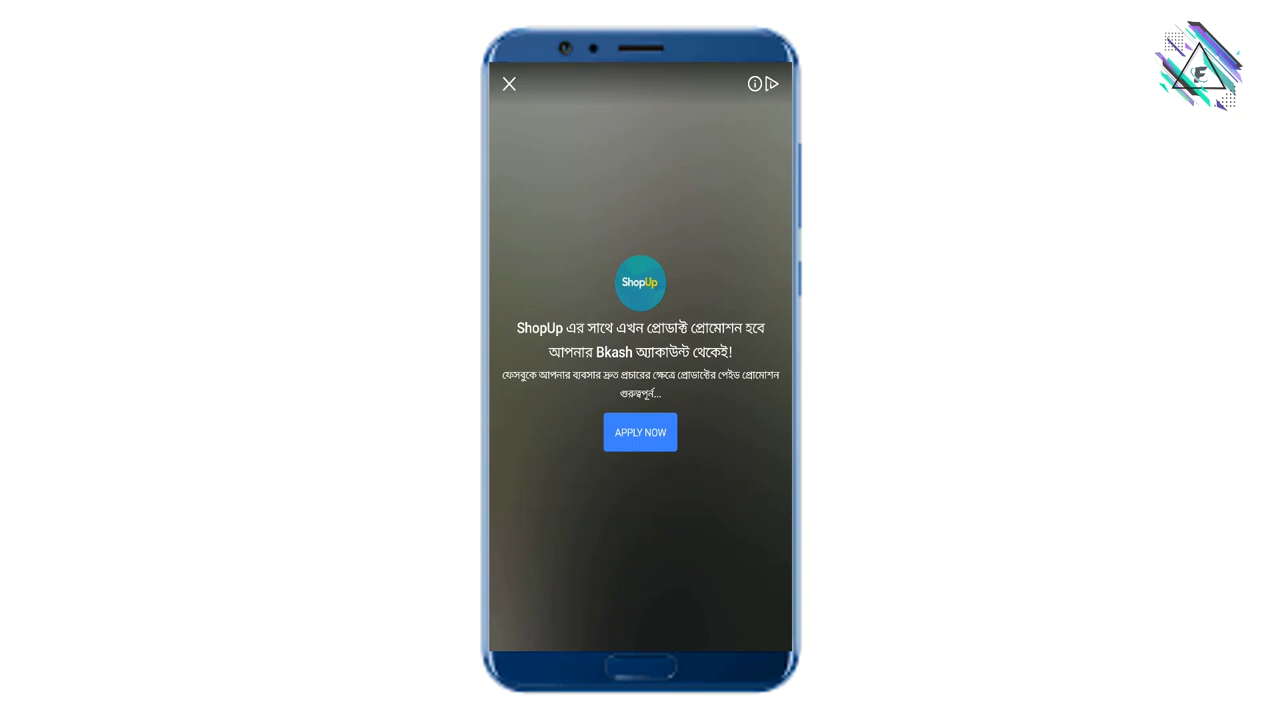 ShopUp
ShopUp এর সাথে এখন প্রোডাক্ট প্রোমোশন হবে
আপনার Bkash অ্যাকাউন্ট থেকেই!
ফেসবুকে আপনার ব্যবসার দ্রুত প্রচারের ক্ষেত্রে প্রোডাক্টের পেইড প্রোমোশন
গুরুত্বপূর্ন...
APPLY NOW